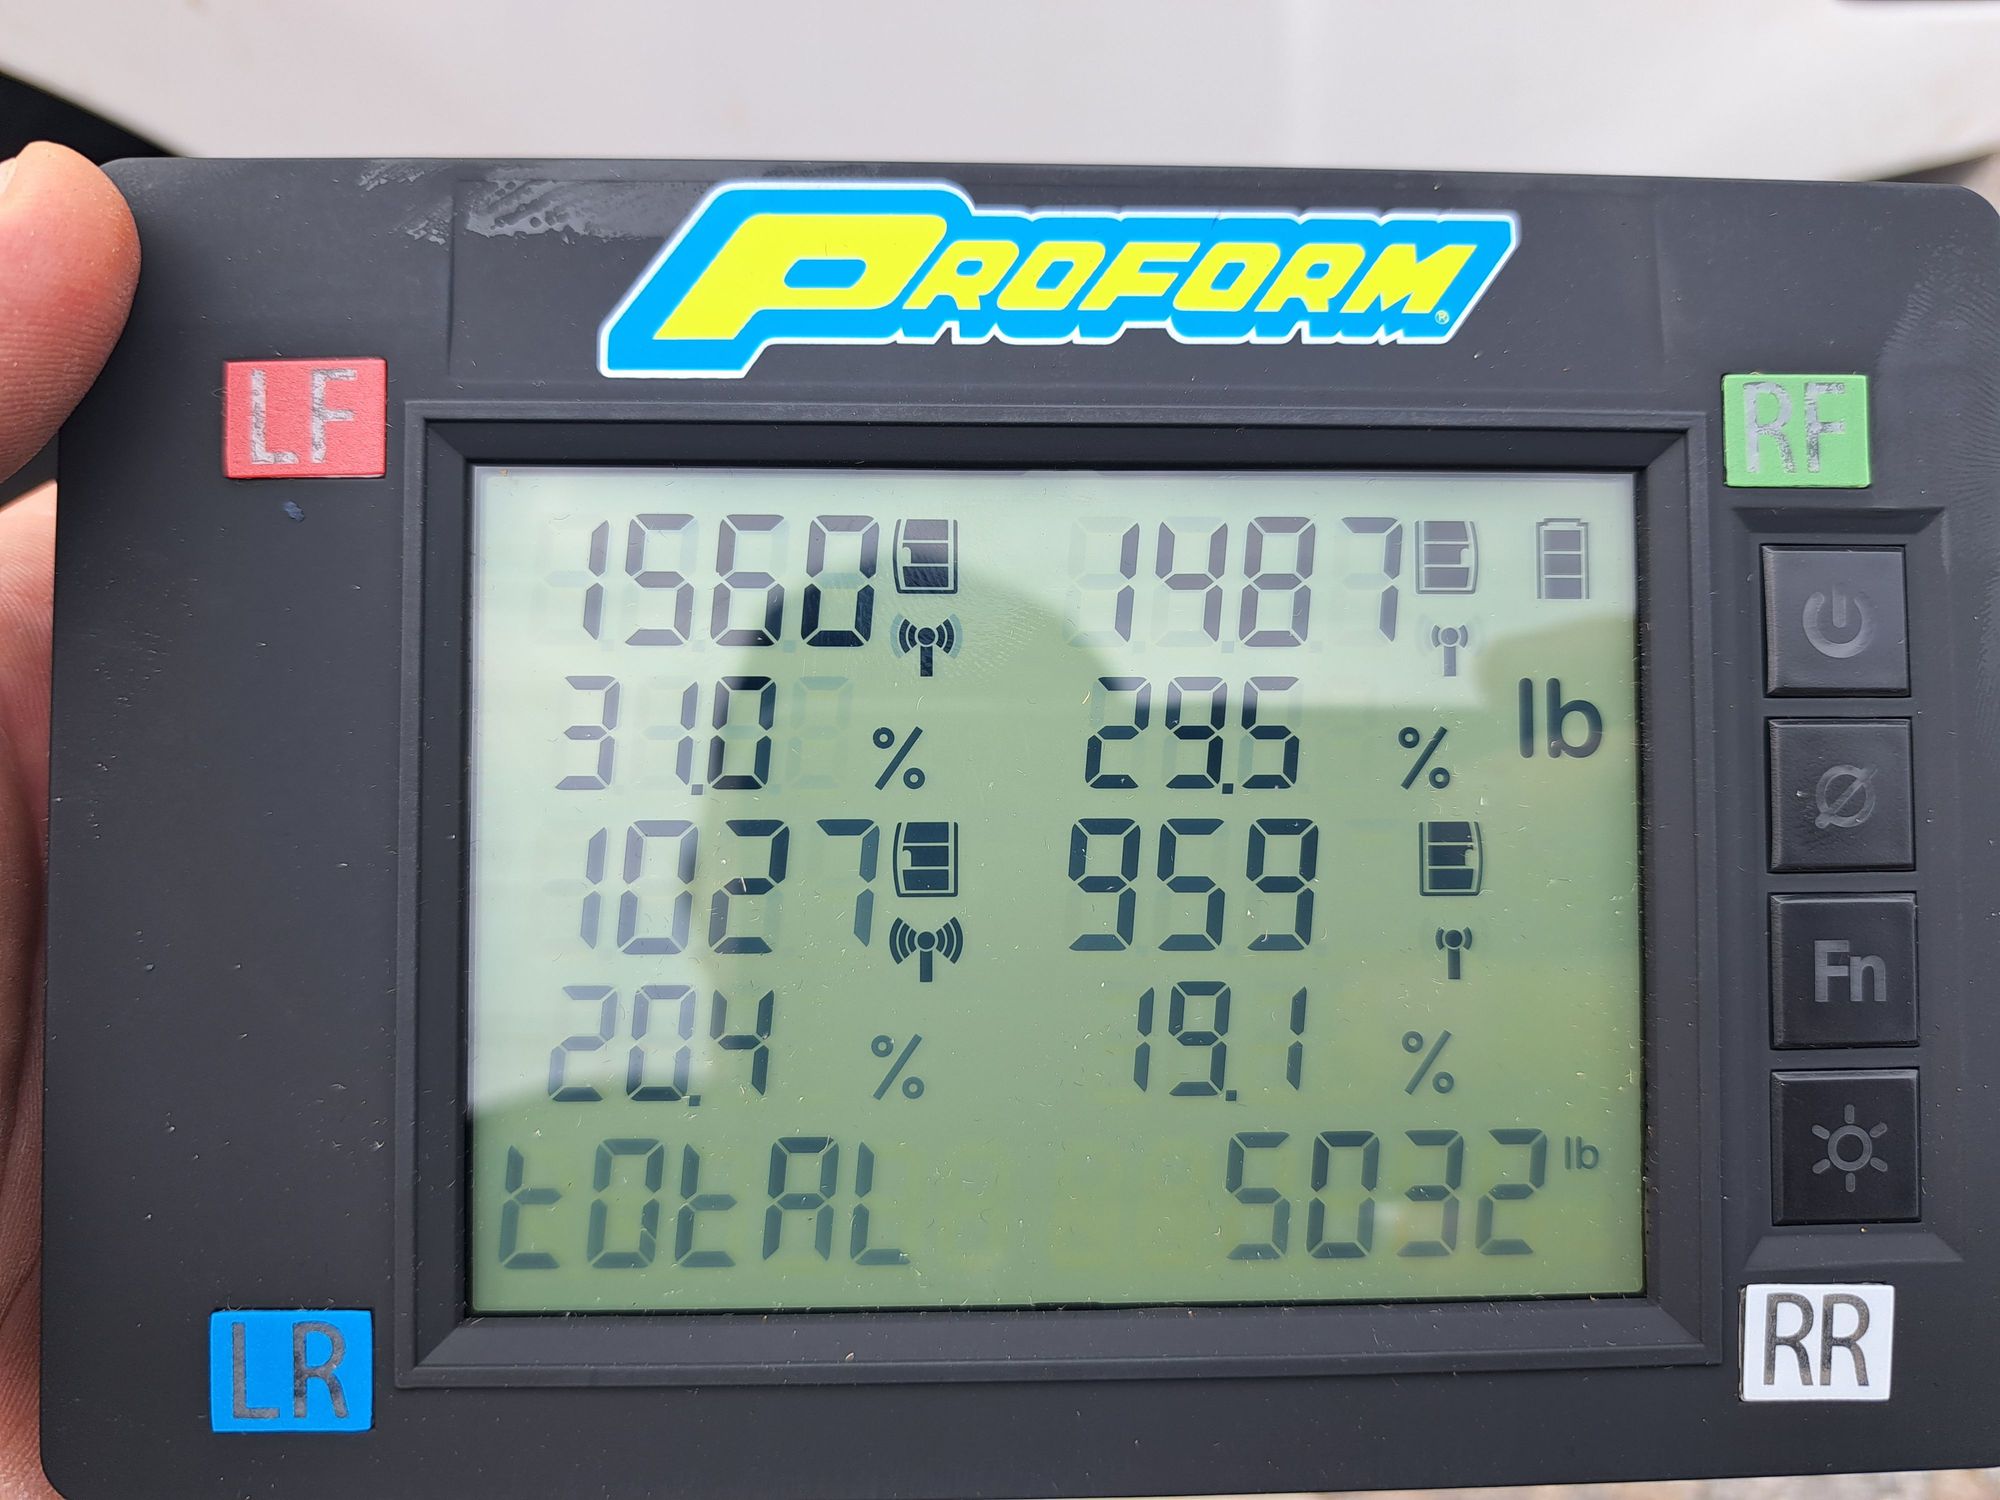 PROFORM®
LF RF
1560 1487
31.0 % 29.5 % lb
1027 959
20.4 % 19.1 %
tOtAL 5032 lb
Fn
LR RR